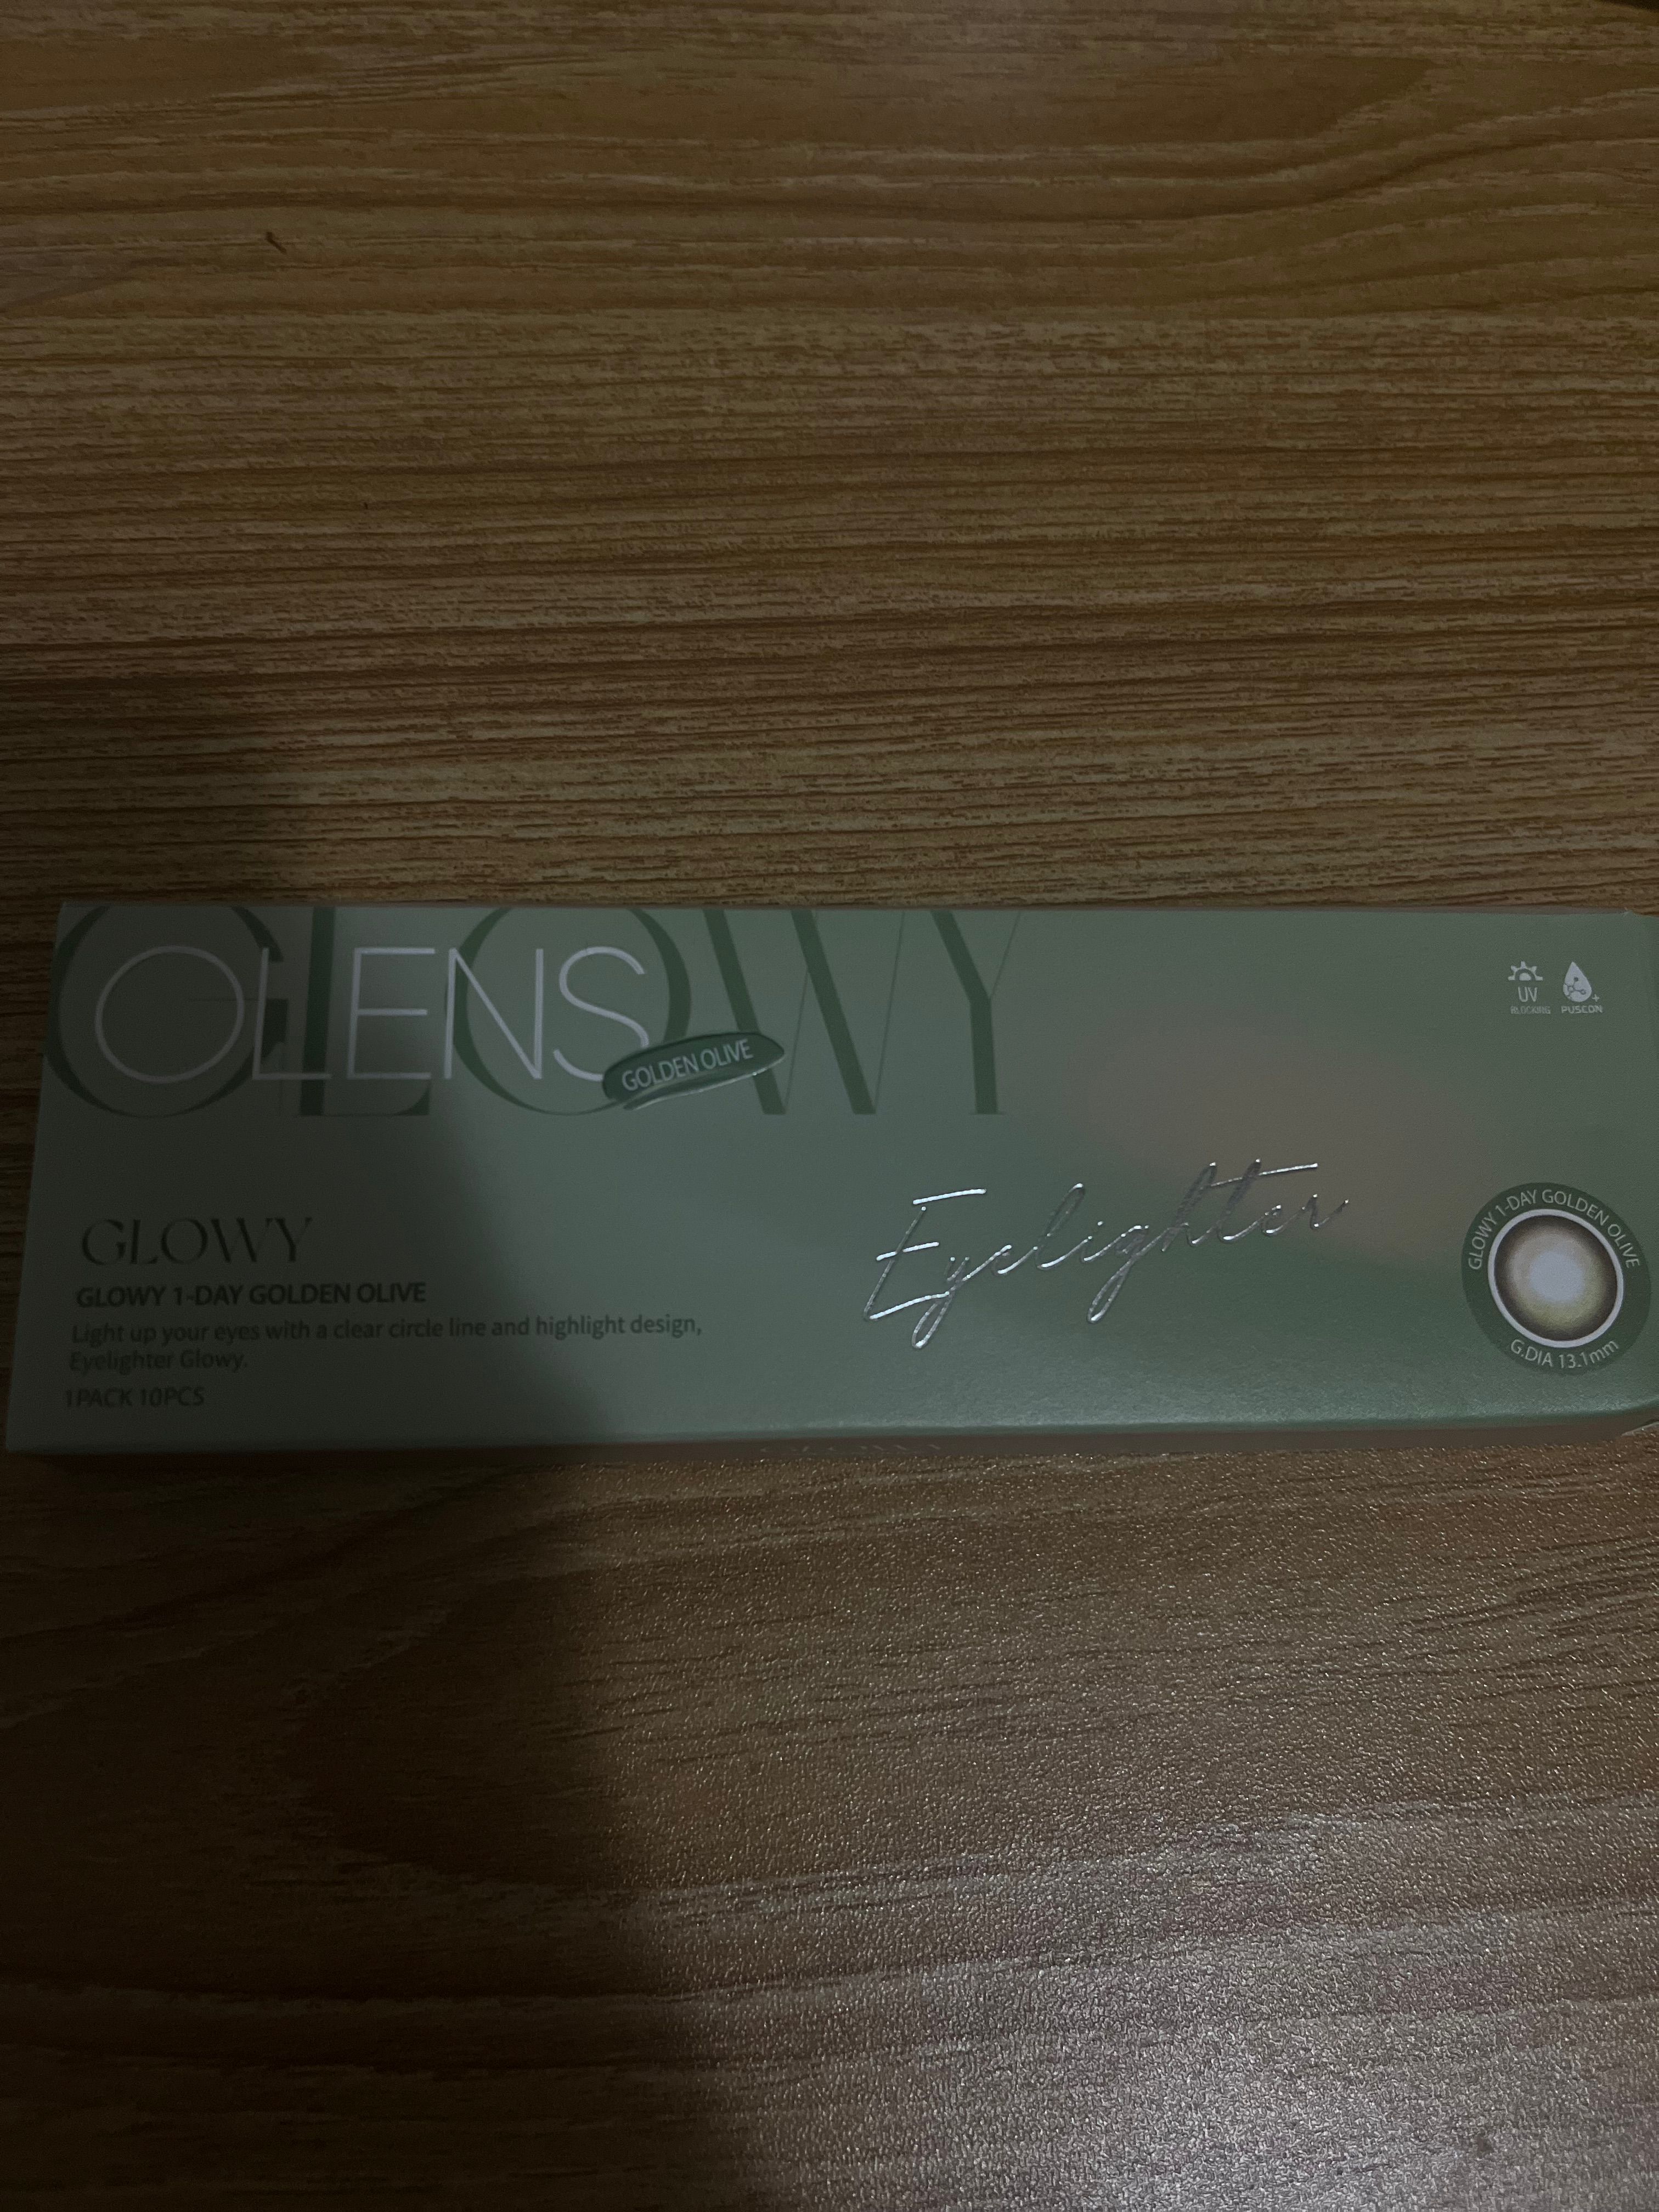 GLOWY
OLENS
GOLDEN OLIVE
UV
BLOCKING
PUSCON
Eyelighter
GLOWY
GLOWY 1-DAY GOLDEN OLIVE
Light up your eyes with a clear circle line and highlight design,
Eyelighter Glowy.
1PACK 10PCS
GLOWY 1-DAY GOLDEN OLIVE
G.DIA 13.1mm
GLOWY